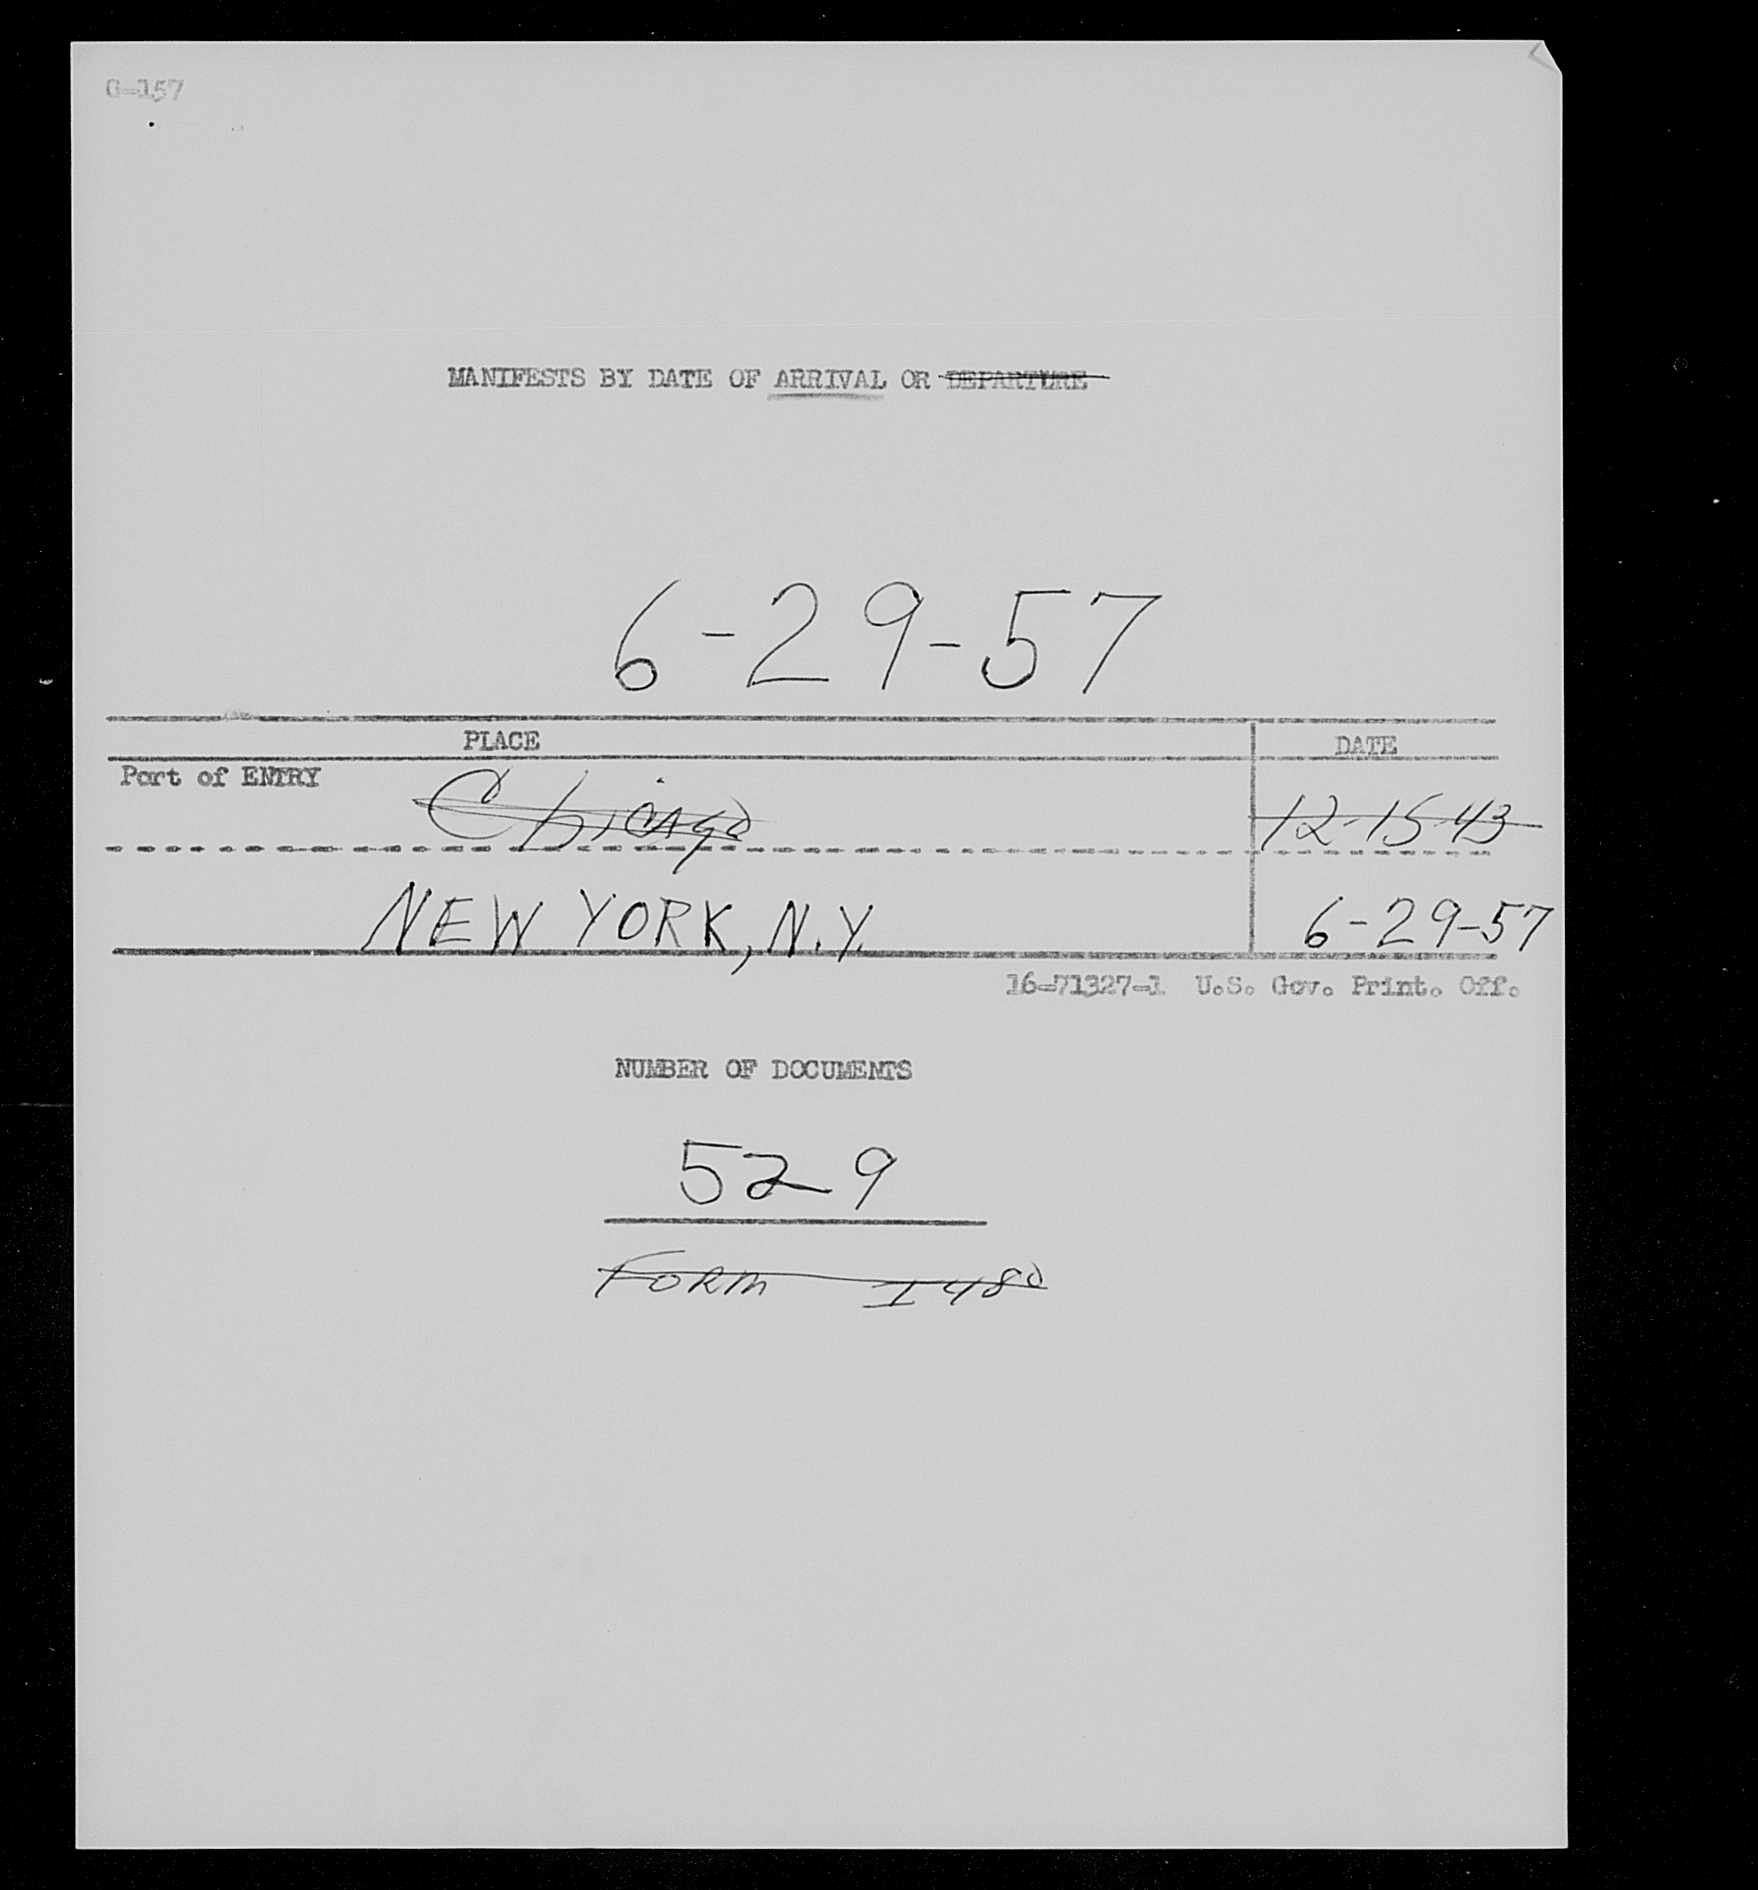 G-157
MANIFESTS BY DATE OF ARRIVAL OR DEPARTURE
6-29-57
PLACE DATE
Port of ENTRY
Chicago 12-15-43
NEW YORK, N.Y. 6-29-57
16-71327-1 U.S. Gov. Print. Off.
NUMBER OF DOCUMENTS
529
FORM I 480